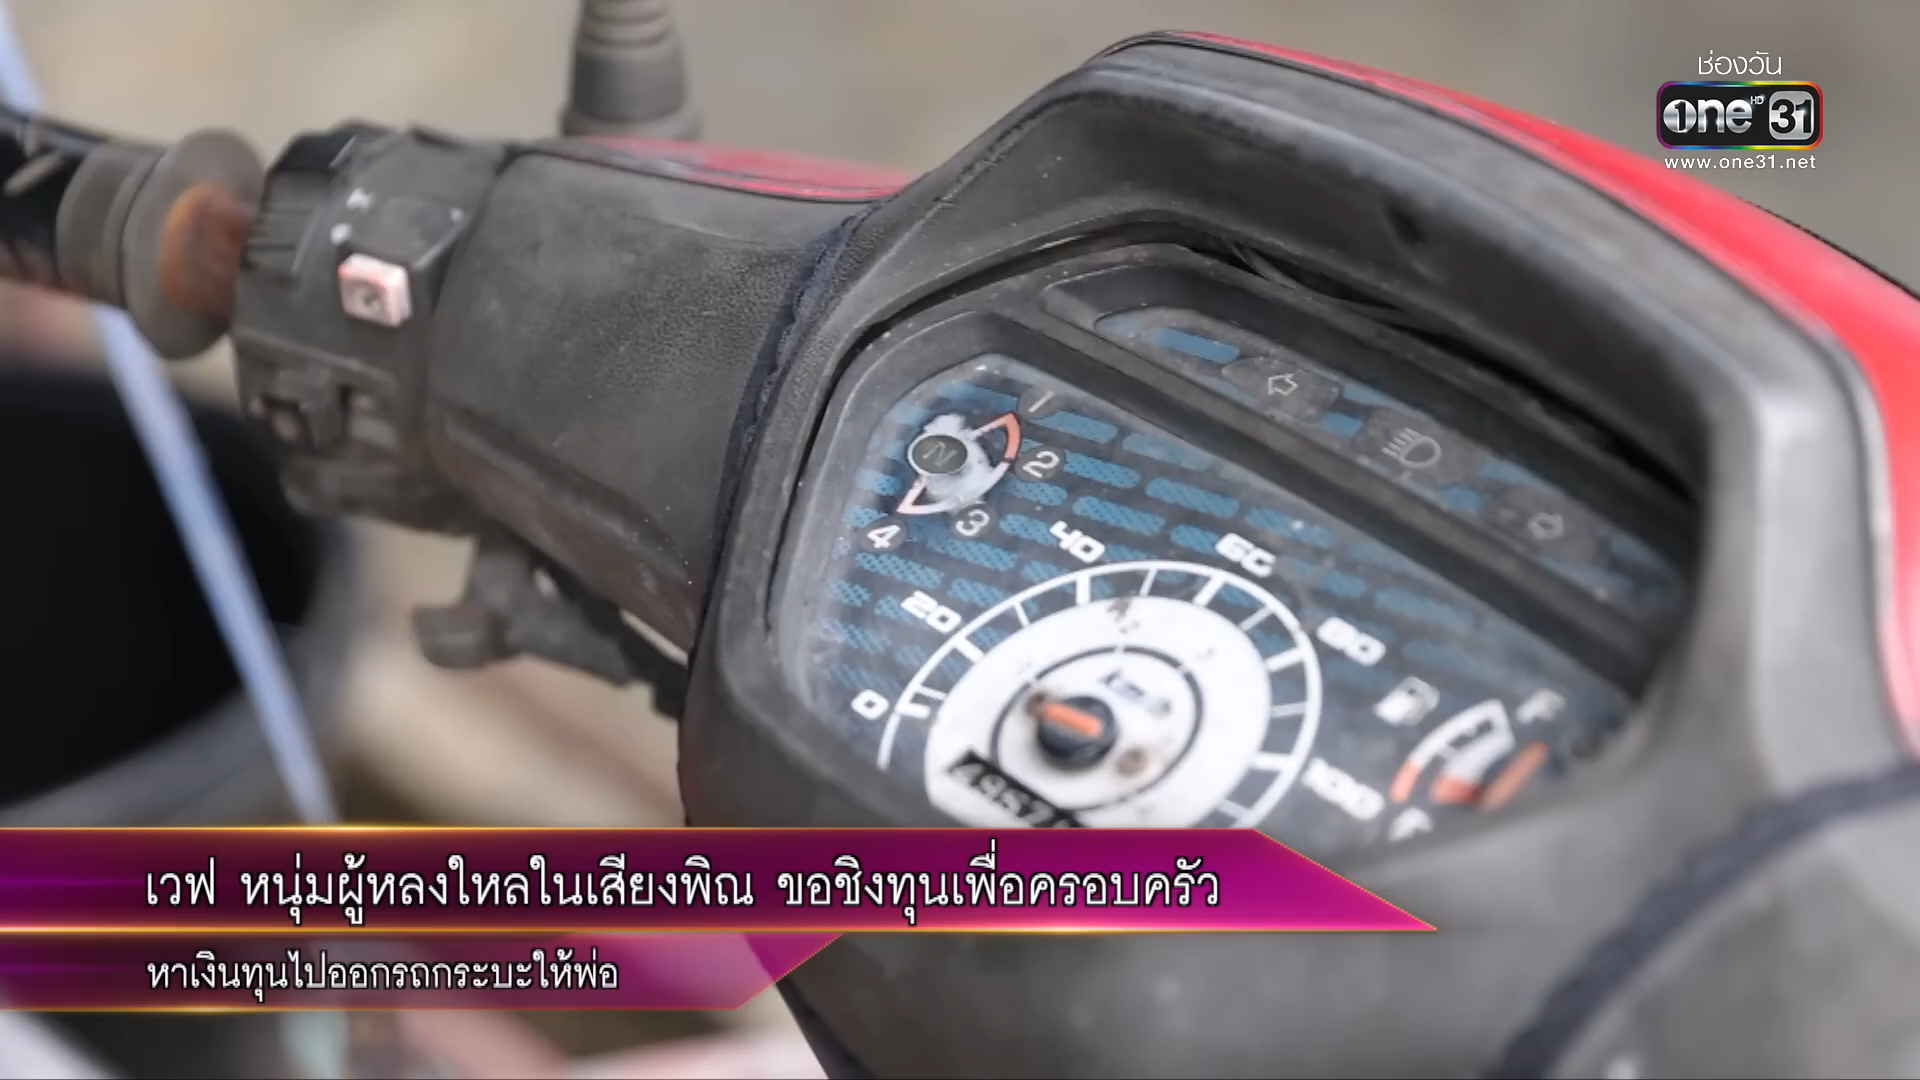 ช่องวัน
one HD 31
www.one31.net
N
1
2
3
4
0
20
40
60
80
100
km/h
F
เวฟ หนุ่มผู้หลงใหลในเสียงพิณ ขอชิงทุนเพื่อครอบครัว
หาเงินทุนไปออกรถกระบะให้พ่อ